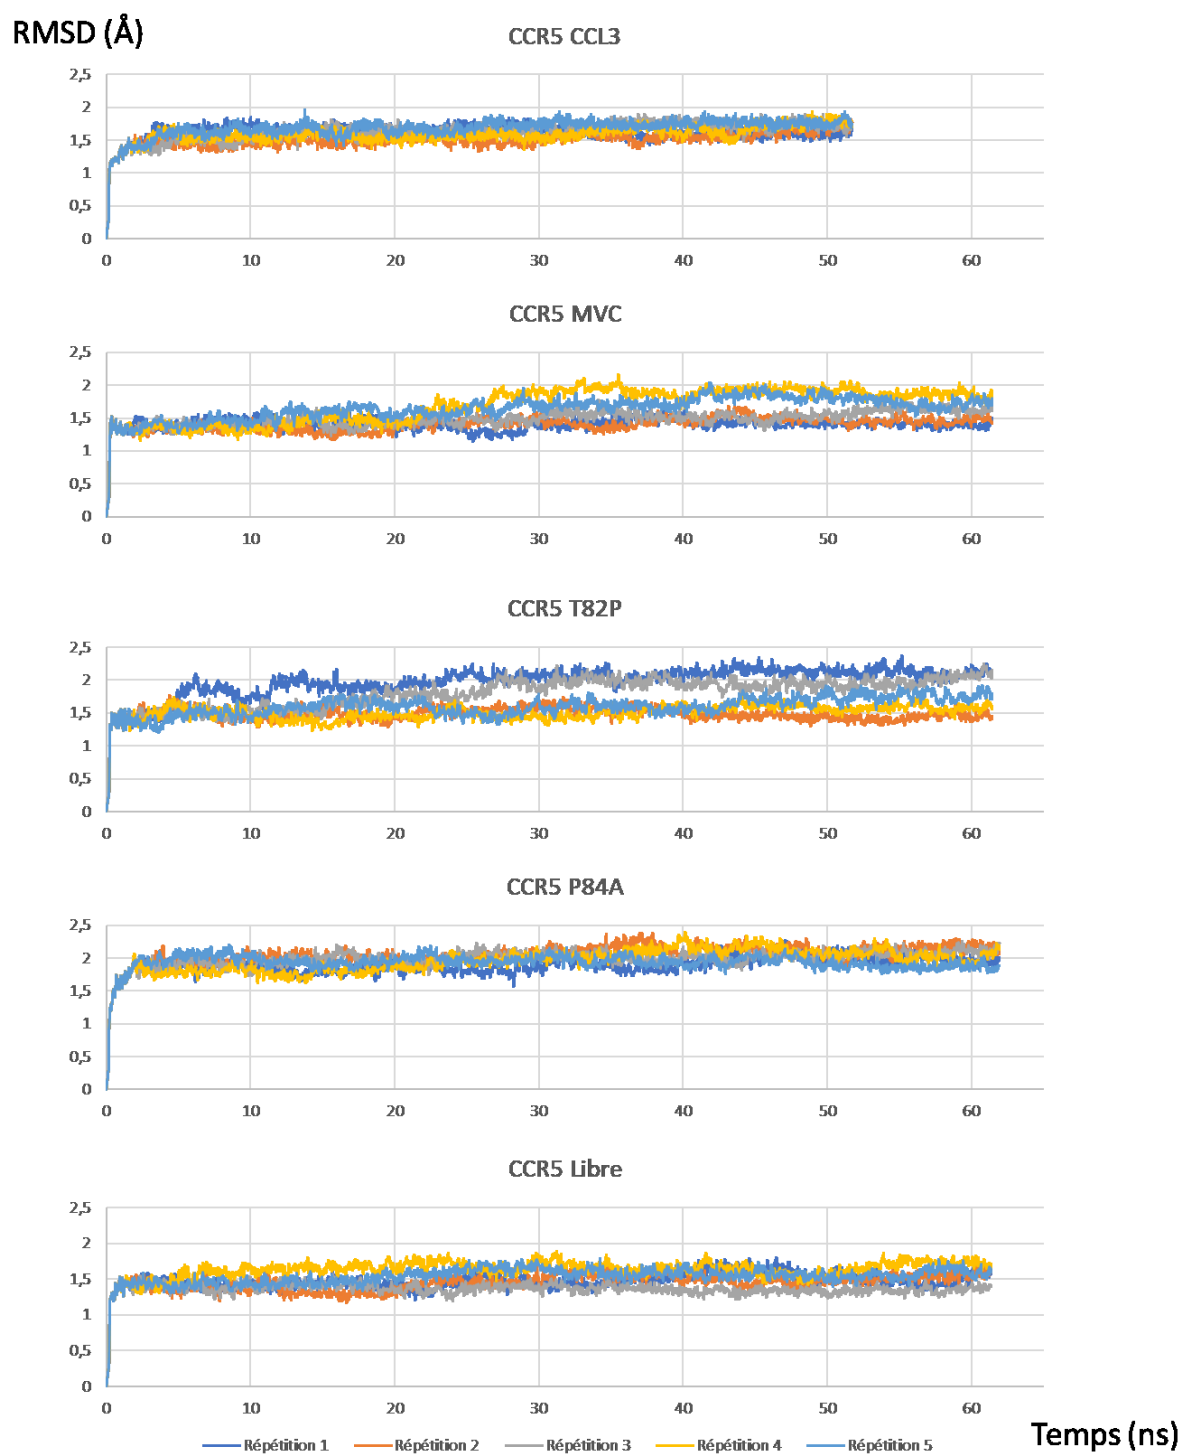 RMSD (Å)
CCR5 CCL3
2,5
2
1,5
1
0,5
0
0 10 20 30 40 50 60
CCR5 MVC
2,5
2
1,5
1
0,5
0
0 10 20 30 40 50 60
CCR5 T82P
2,5
2
1,5
1
0,5
0
0 10 20 30 40 50 60
CCR5 P84A
2,5
2
1,5
1
0,5
0
0 10 20 30 40 50 60
CCR5 Libre
2,5
2
1,5
1
0,5
0
0 10 20 30 40 50 60
Temps (ns)
Répétition 1 Répétition 2 Répétition 3 Répétition 4 Répétition 5